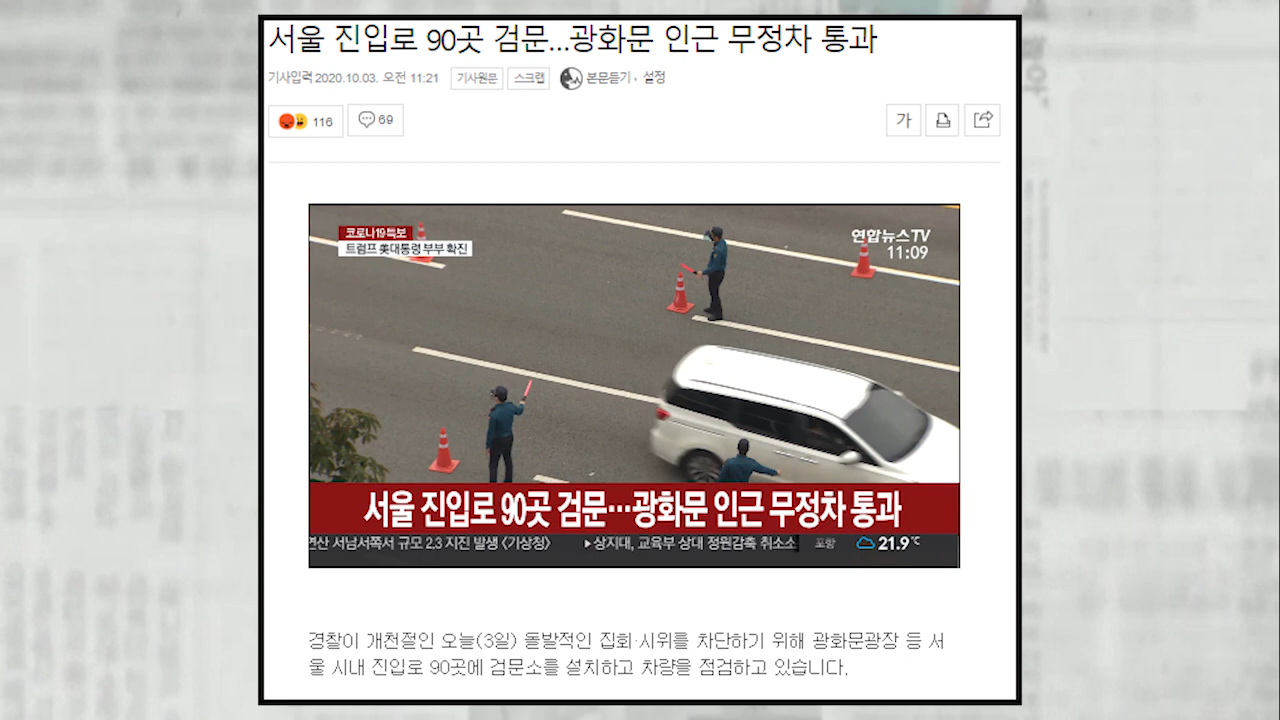 서울 진입로 90곳 검문...광화문 인근 무정차 통과
기사입력 2020.10.03. 오전 11:21 기사원문 스크랩 본문듣기 · 설정
116 69 가
코로나19특보
트럼프 美대통령 부부 확진
연합뉴스TV
11:09
서울 진입로 90곳 검문…광화문 인근 무정차 통과
서남서쪽서 규모 2.3 지진 발생 <기상청> ▶상지대, 교육부 상대 정원감축 취소소 포항 21.9℃
경찰이 개천절인 오늘(3일) 돌발적인 집회·시위를 차단하기 위해 광화문광장 등 서
울 시내 진입로 90곳에 검문소를 설치하고 차량을 점검하고 있습니다.